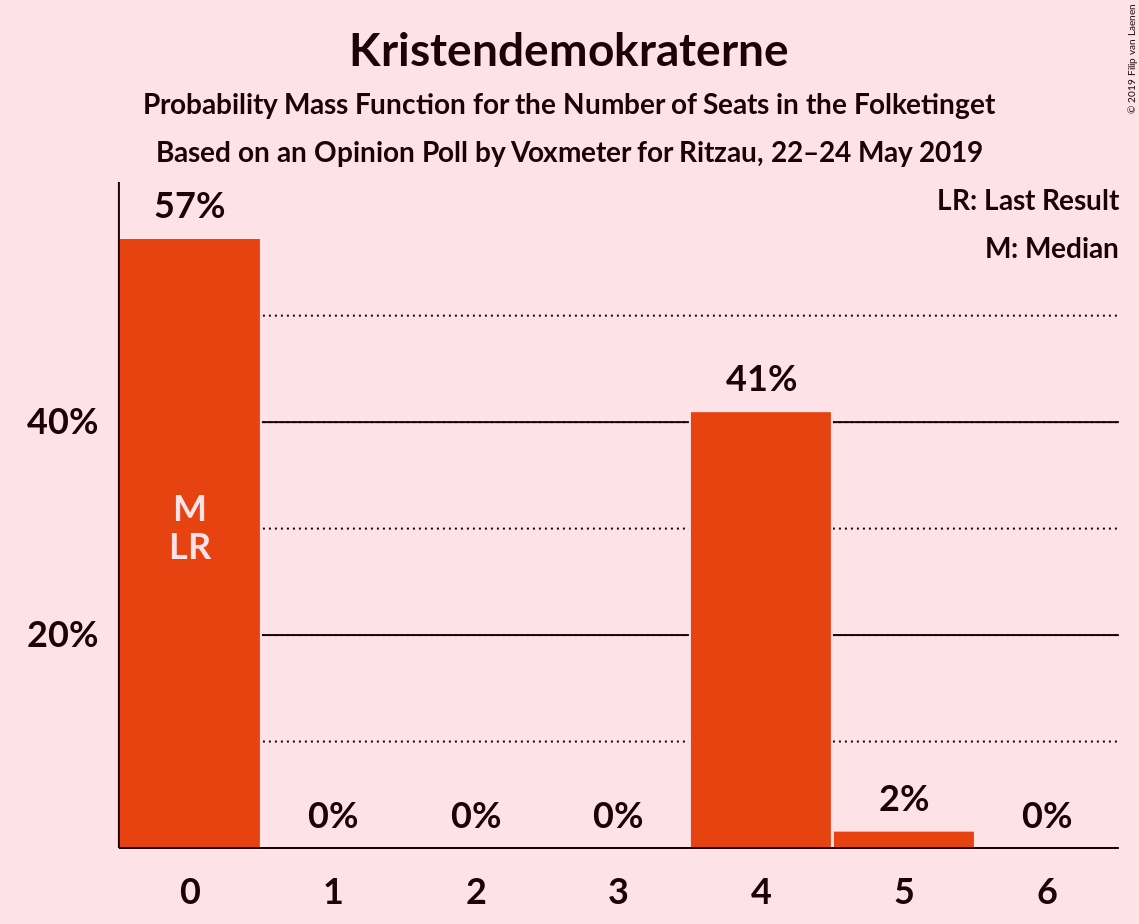 Kristendemokraterne
Probability Mass Function for the Number of Seats in the Folketinget
Based on an Opinion Poll by Voxmeter for Ritzau, 22–24 May 2019
© 2019 Filip van Laenen
LR: Last Result
M: Median
57%
41%
40%
M
LR
20%
0%
0%
0%
2%
0%
0
1
2
3
4
5
6